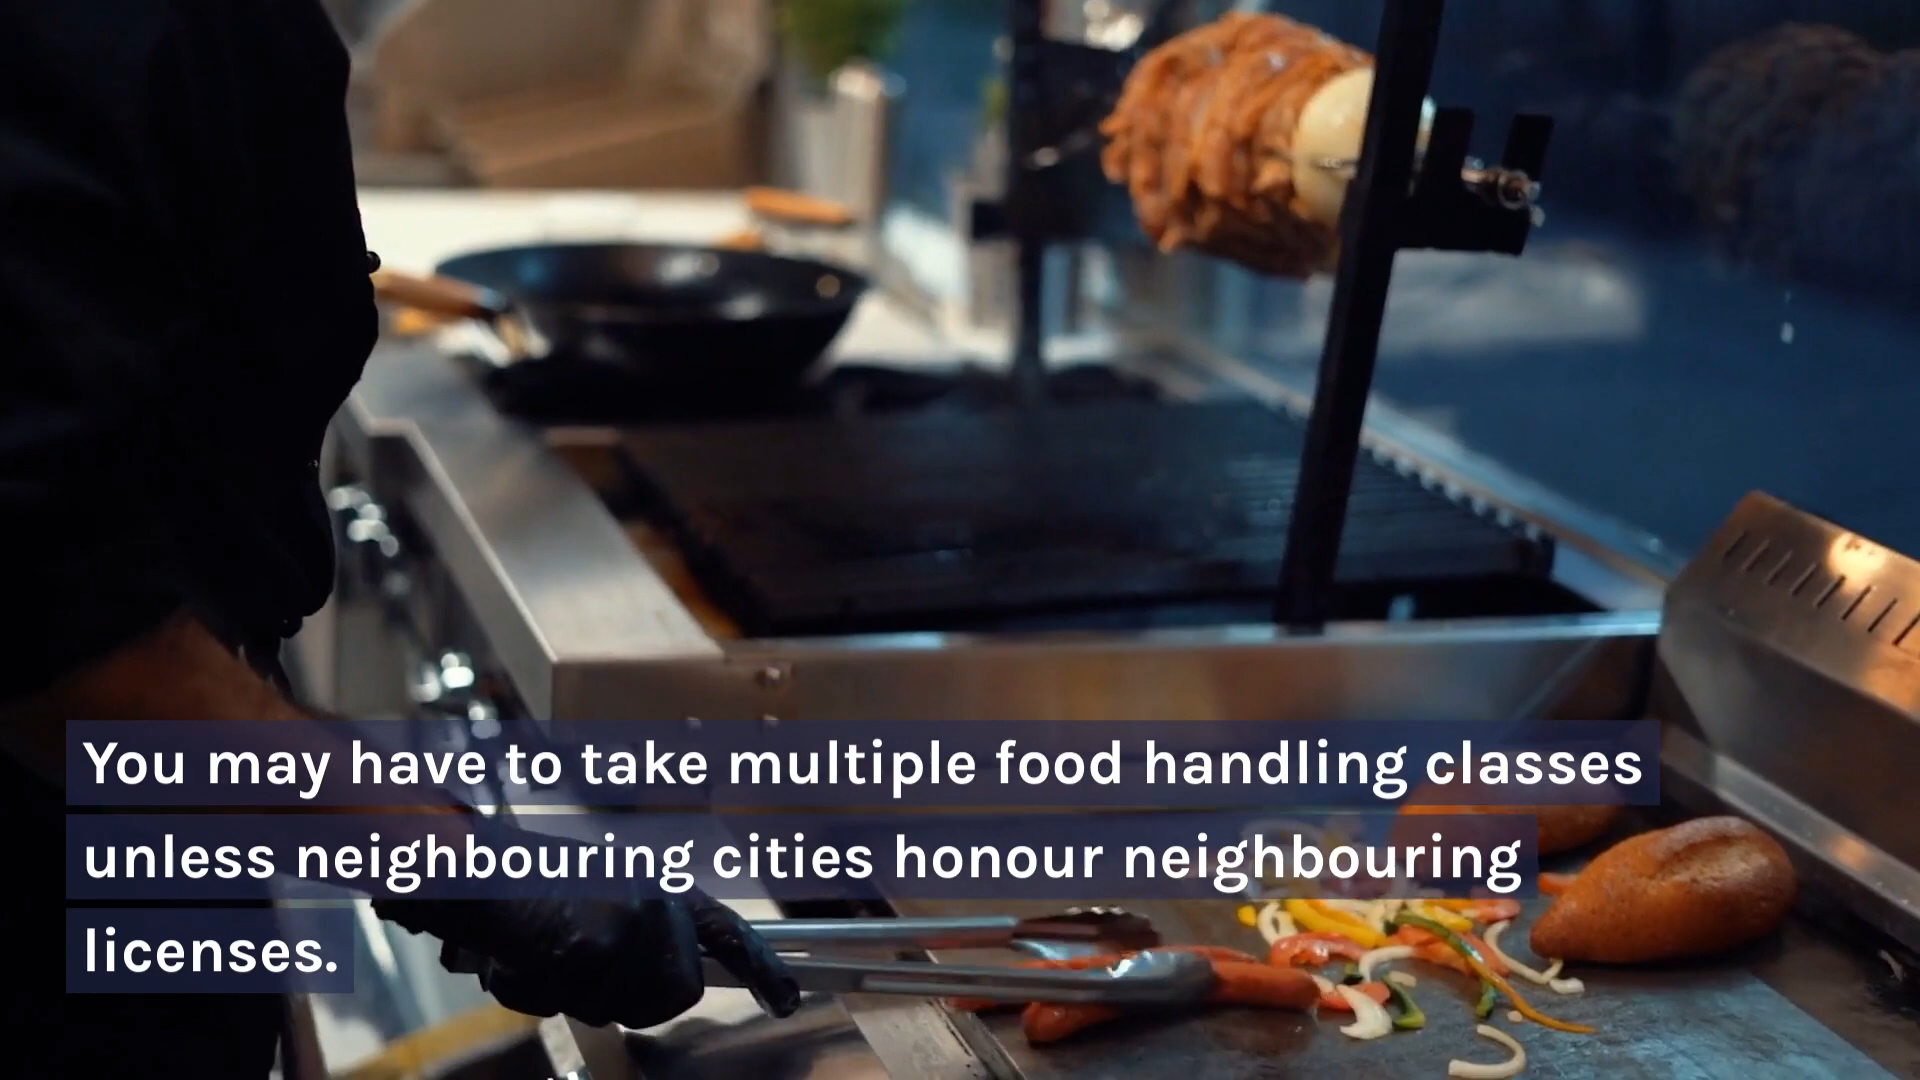 You may have to take multiple food handling classes
unless neighbouring cities honour neighbouring
licenses.